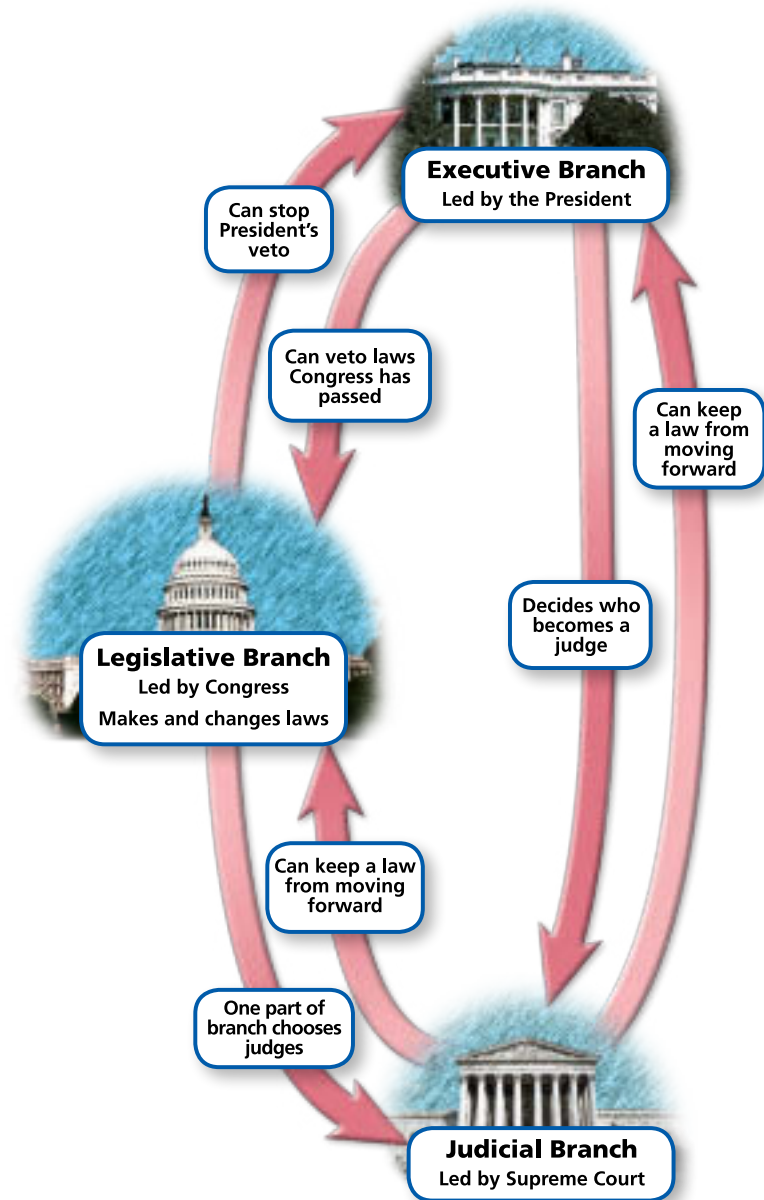 Executive Branch
Led by the President
Can stop
President's
veto
Can veto laws
Congress has
passed
Can keep
a law from
moving
forward
Decides who
becomes a
judge
Legislative Branch
Led by Congress
Makes and changes laws
Can keep a law
from moving
forward
One part of
branch chooses
judges
Judicial Branch
Led by Supreme Court